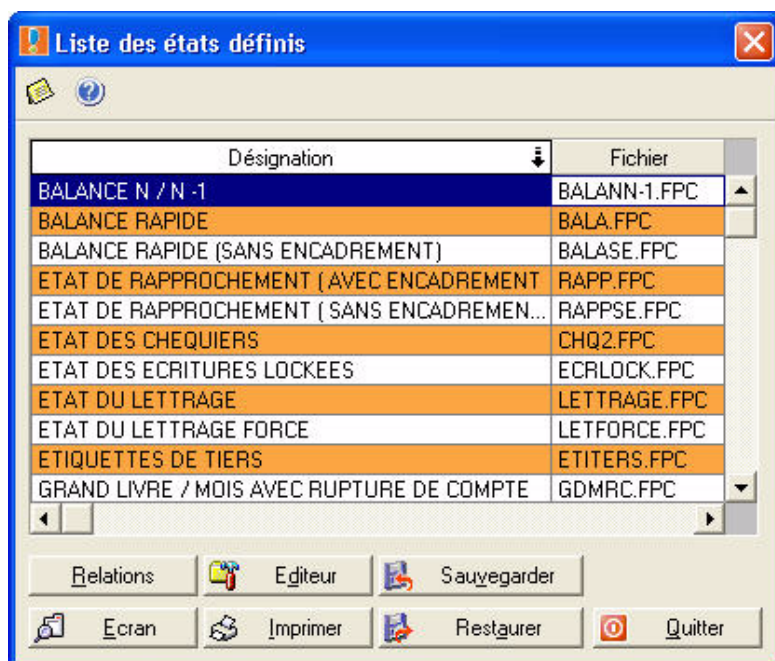 Liste des états définis
Désignation Fichier
BALANCE N / N -1 BALANN-1.FPC
BALANCE RAPIDE BALA.FPC
BALANCE RAPIDE (SANS ENCADREMENT) BALASE.FPC
ETAT DE RAPPROCHEMENT ( AVEC ENCADREMENT RAPP.FPC
ETAT DE RAPPROCHEMENT ( SANS ENCADREMEN... RAPPSE.FPC
ETAT DES CHEQUIERS CHQ2.FPC
ETAT DES ECRITURES LOCKEES ECRLOCK.FPC
ETAT DU LETTRAGE LETTRAGE.FPC
ETAT DU LETTRAGE FORCE LETFORCE.FPC
ETIQUETTES DE TIERS ETITERS.FPC
GRAND LIVRE / MOIS AVEC RUPTURE DE COMPTE GDMRC.FPC
Relations Editeur Sauvegarder
Ecran Imprimer Restaurer Quitter